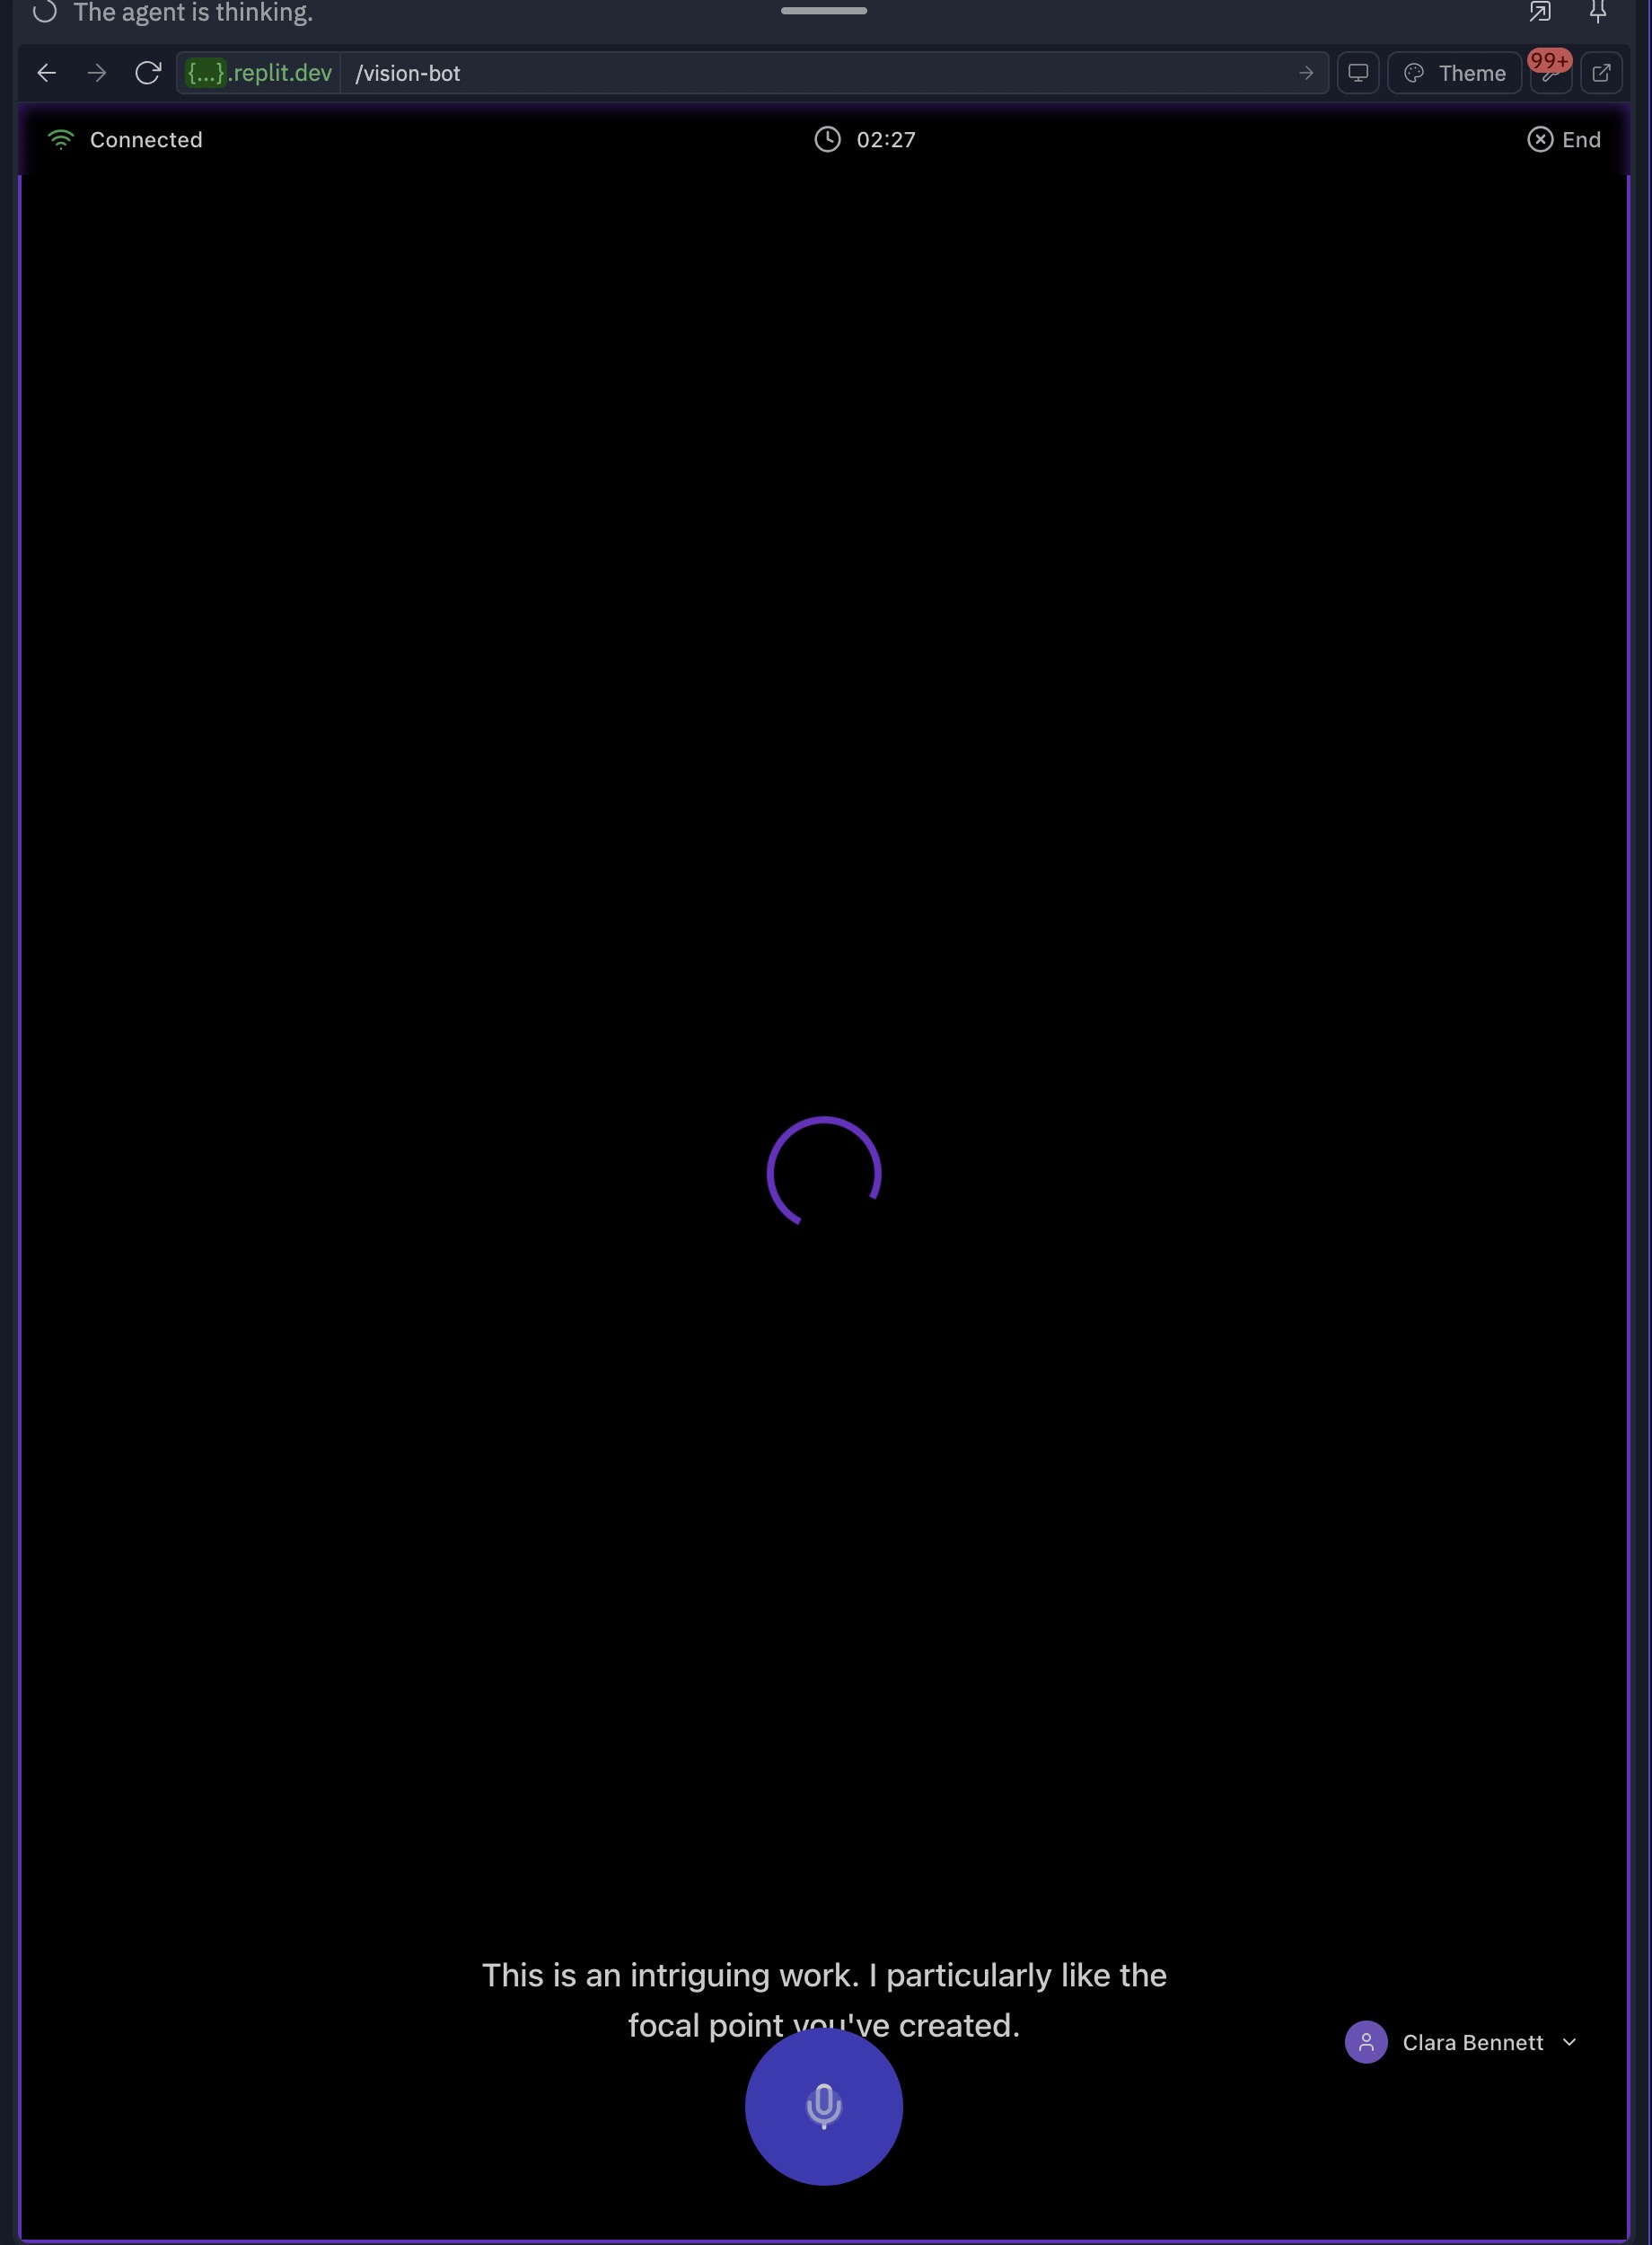 The agent is thinking.
{...}.replit.dev /vision-bot Theme 99+
Connected 02:27 End
This is an intriguing work. I particularly like the
focal point you've created.
Clara Bennett